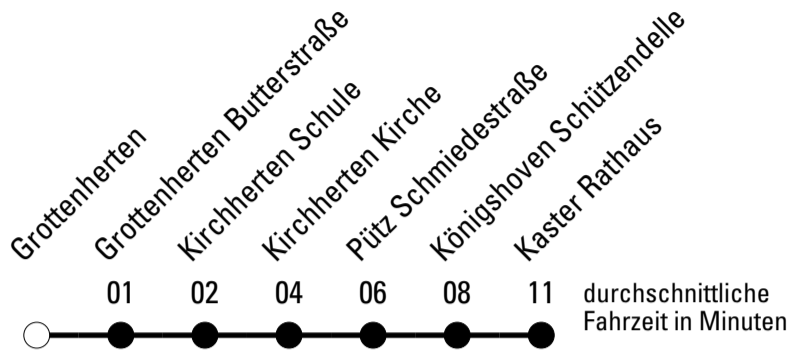 Grottenherten
Grottenherten Butterstraße
Kirchherten Schule
Kirchherten Kirche
Pütz Schmiedestraße
Königshoven Schützendelle
Kaster Rathaus
01 02 04 06 08 11
durchschnittliche
Fahrzeit in Minuten